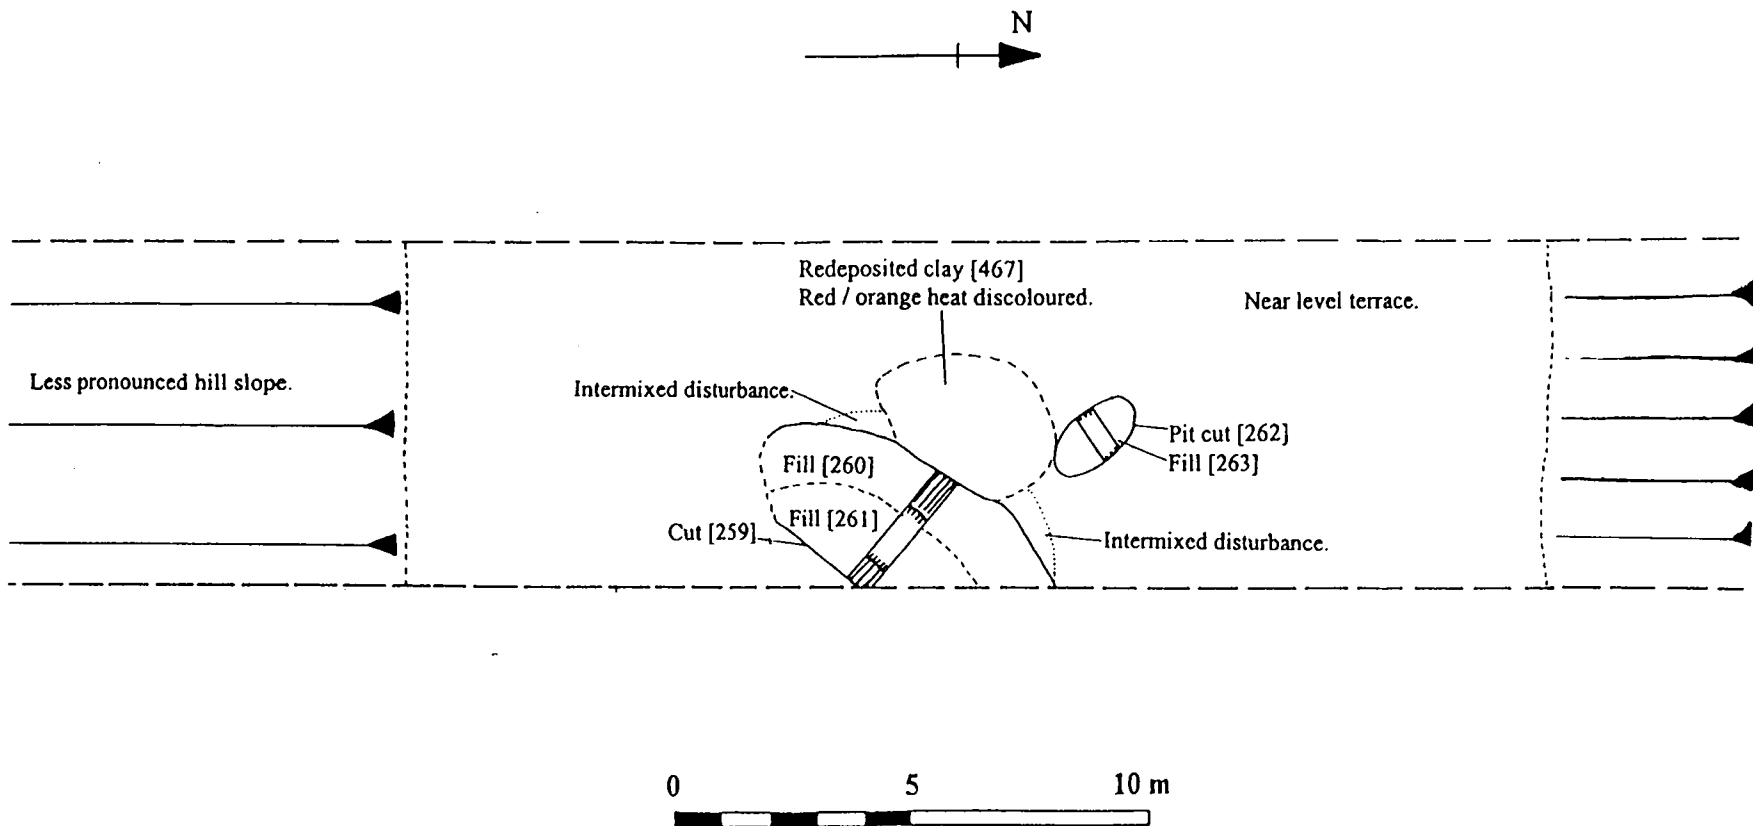 N
Redeposited clay [467]
Red / orange heat discoloured.
Near level terrace.
Less pronounced hill slope.
Intermixed disturbance.
Pit cut [262]
Fill [263]
Fill [260]
Fill [261]
Cut [259]
Intermixed disturbance.
0 5 10 m